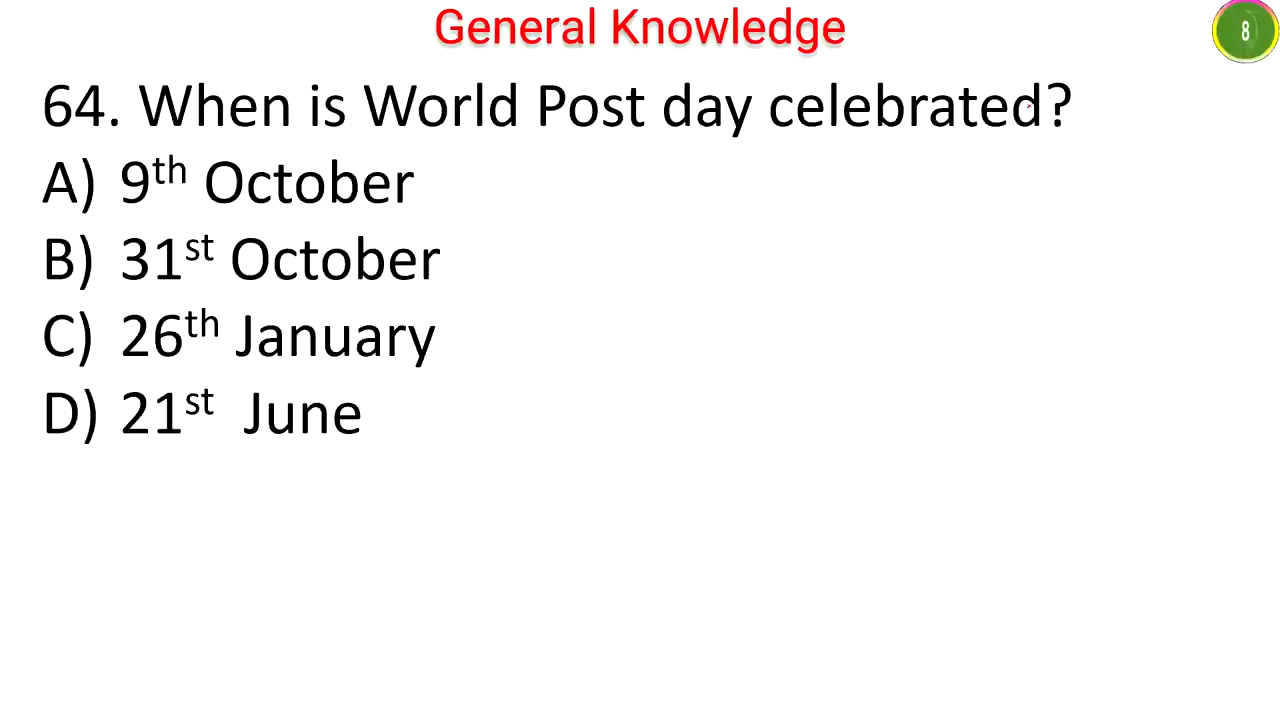 General Knowledge
8
64. When is World Post day celebrated?
A) 9th October
B) 31st October
C) 26th January
D) 21st June